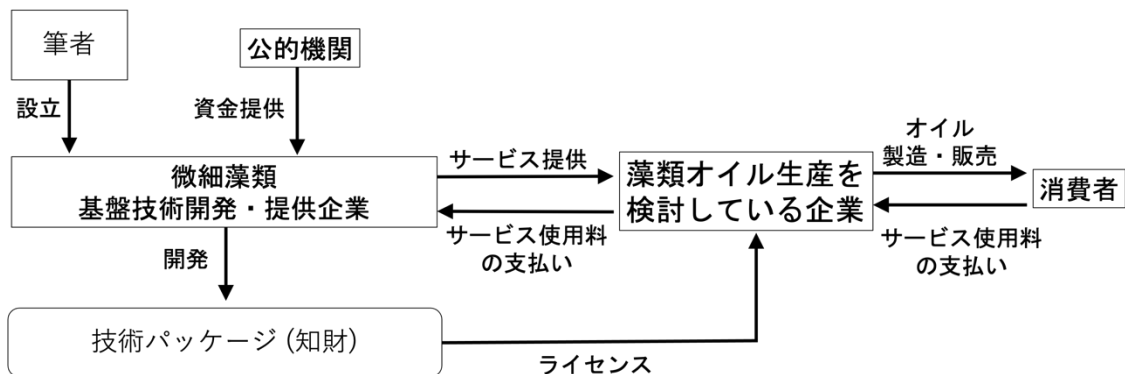 筆者
公的機関
設立
資金提供
微細藻類
基盤技術開発・提供企業
サービス提供
サービス使用料
の支払い
藻類オイル生産を
検討している企業
オイル
製造・販売
消費者
サービス使用料
の支払い
開発
技術パッケージ (知財)
ライセンス